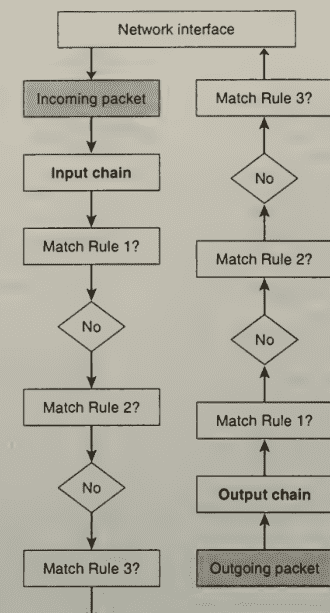 Network interface
Incoming packet
Input chain
Match Rule 1?
No
Match Rule 2?
No
Match Rule 3?
Match Rule 3?
No
Match Rule 2?
No
Match Rule 1?
Output chain
Outgoing packet